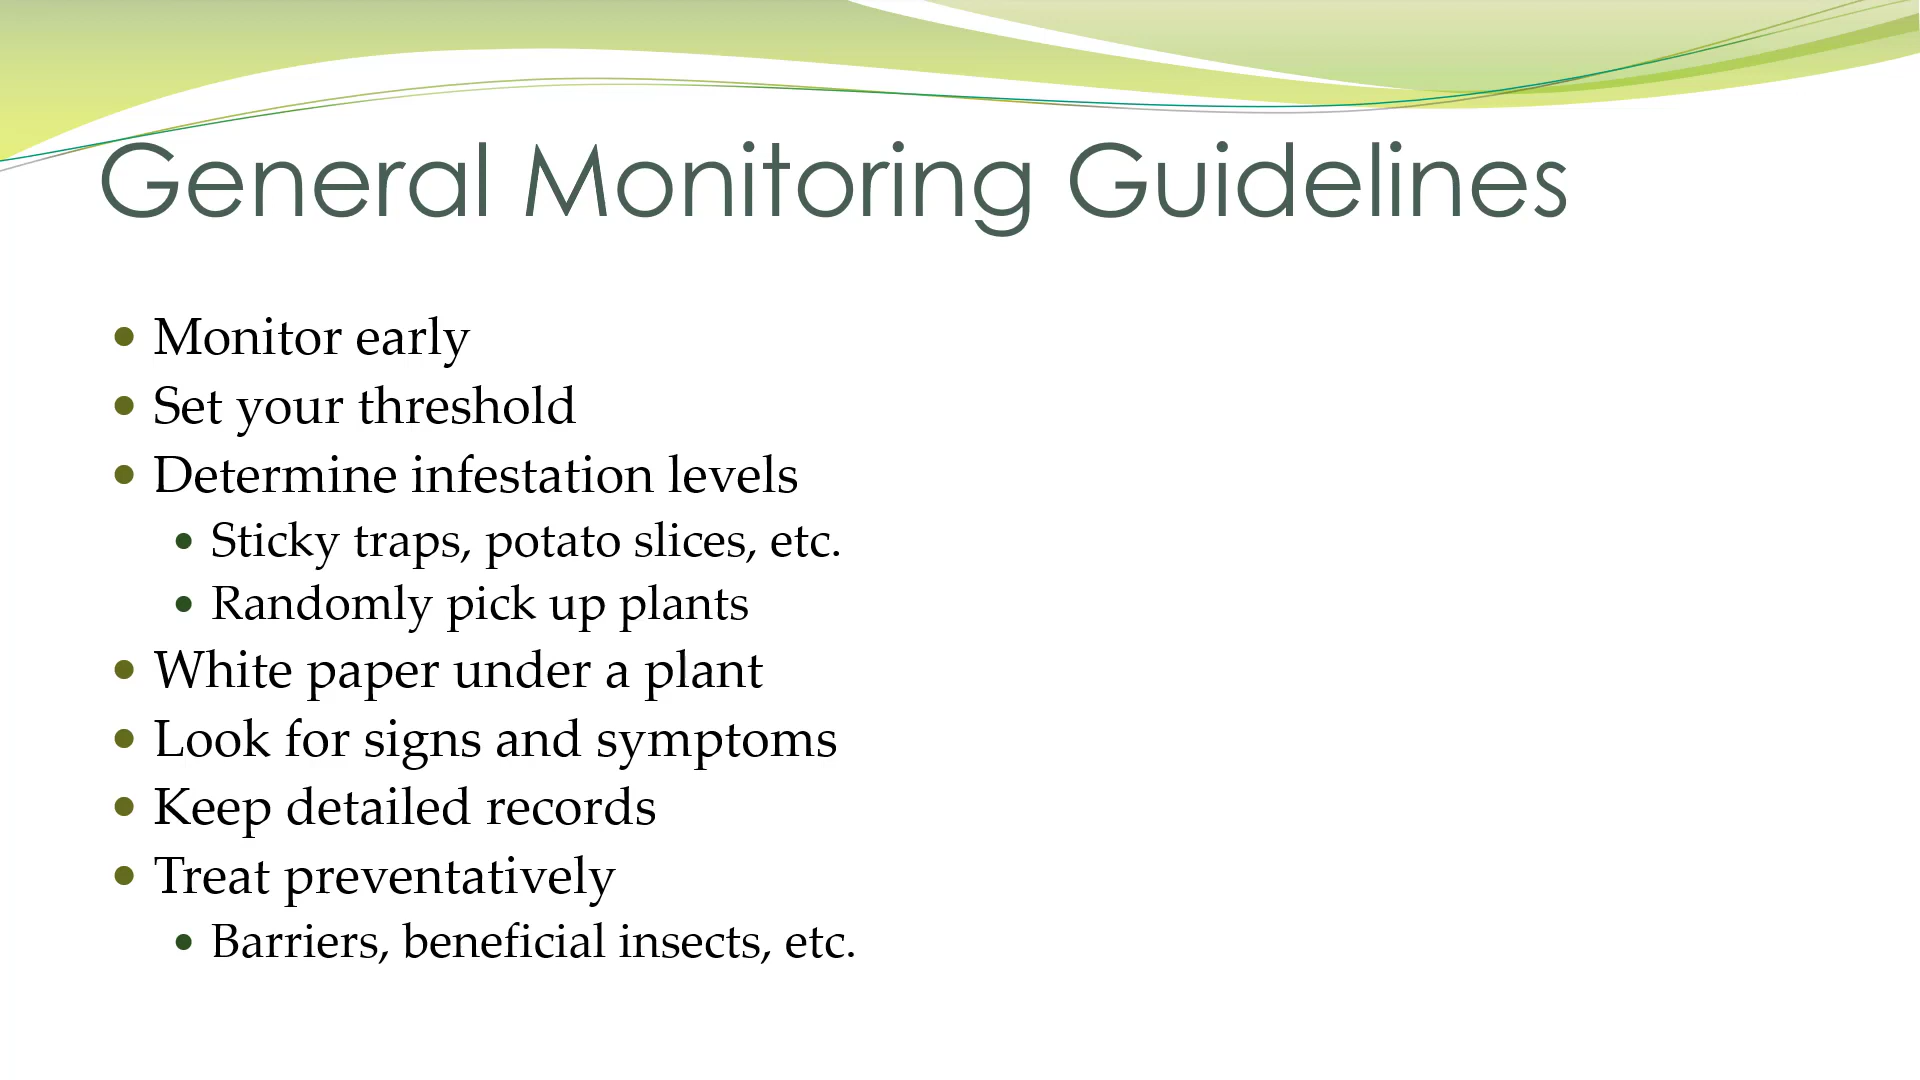 General Monitoring Guidelines
• Monitor early
• Set your threshold
• Determine infestation levels
• Sticky traps, potato slices, etc.
• Randomly pick up plants
• White paper under a plant
• Look for signs and symptoms
• Keep detailed records
• Treat preventatively
• Barriers, beneficial insects, etc.